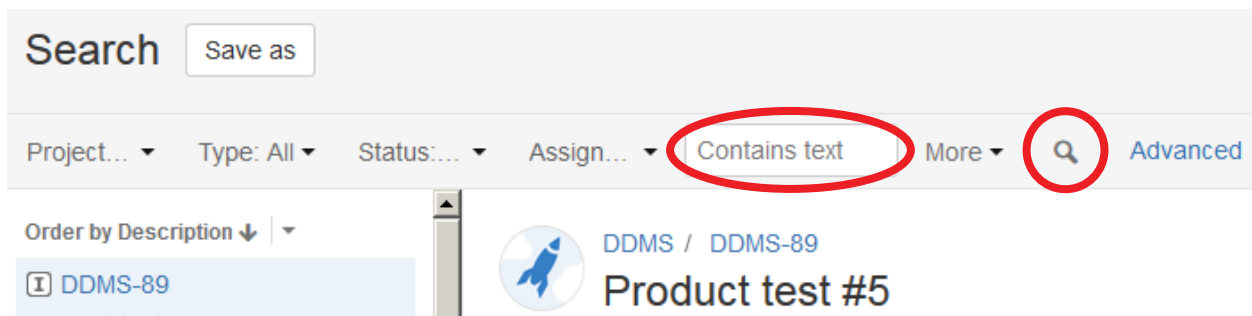 Search Save as
Project... Type: All Status:... Assign... Contains text More Advanced
Order by Description
DDMS-89
DDMS / DDMS-89
Product test #5